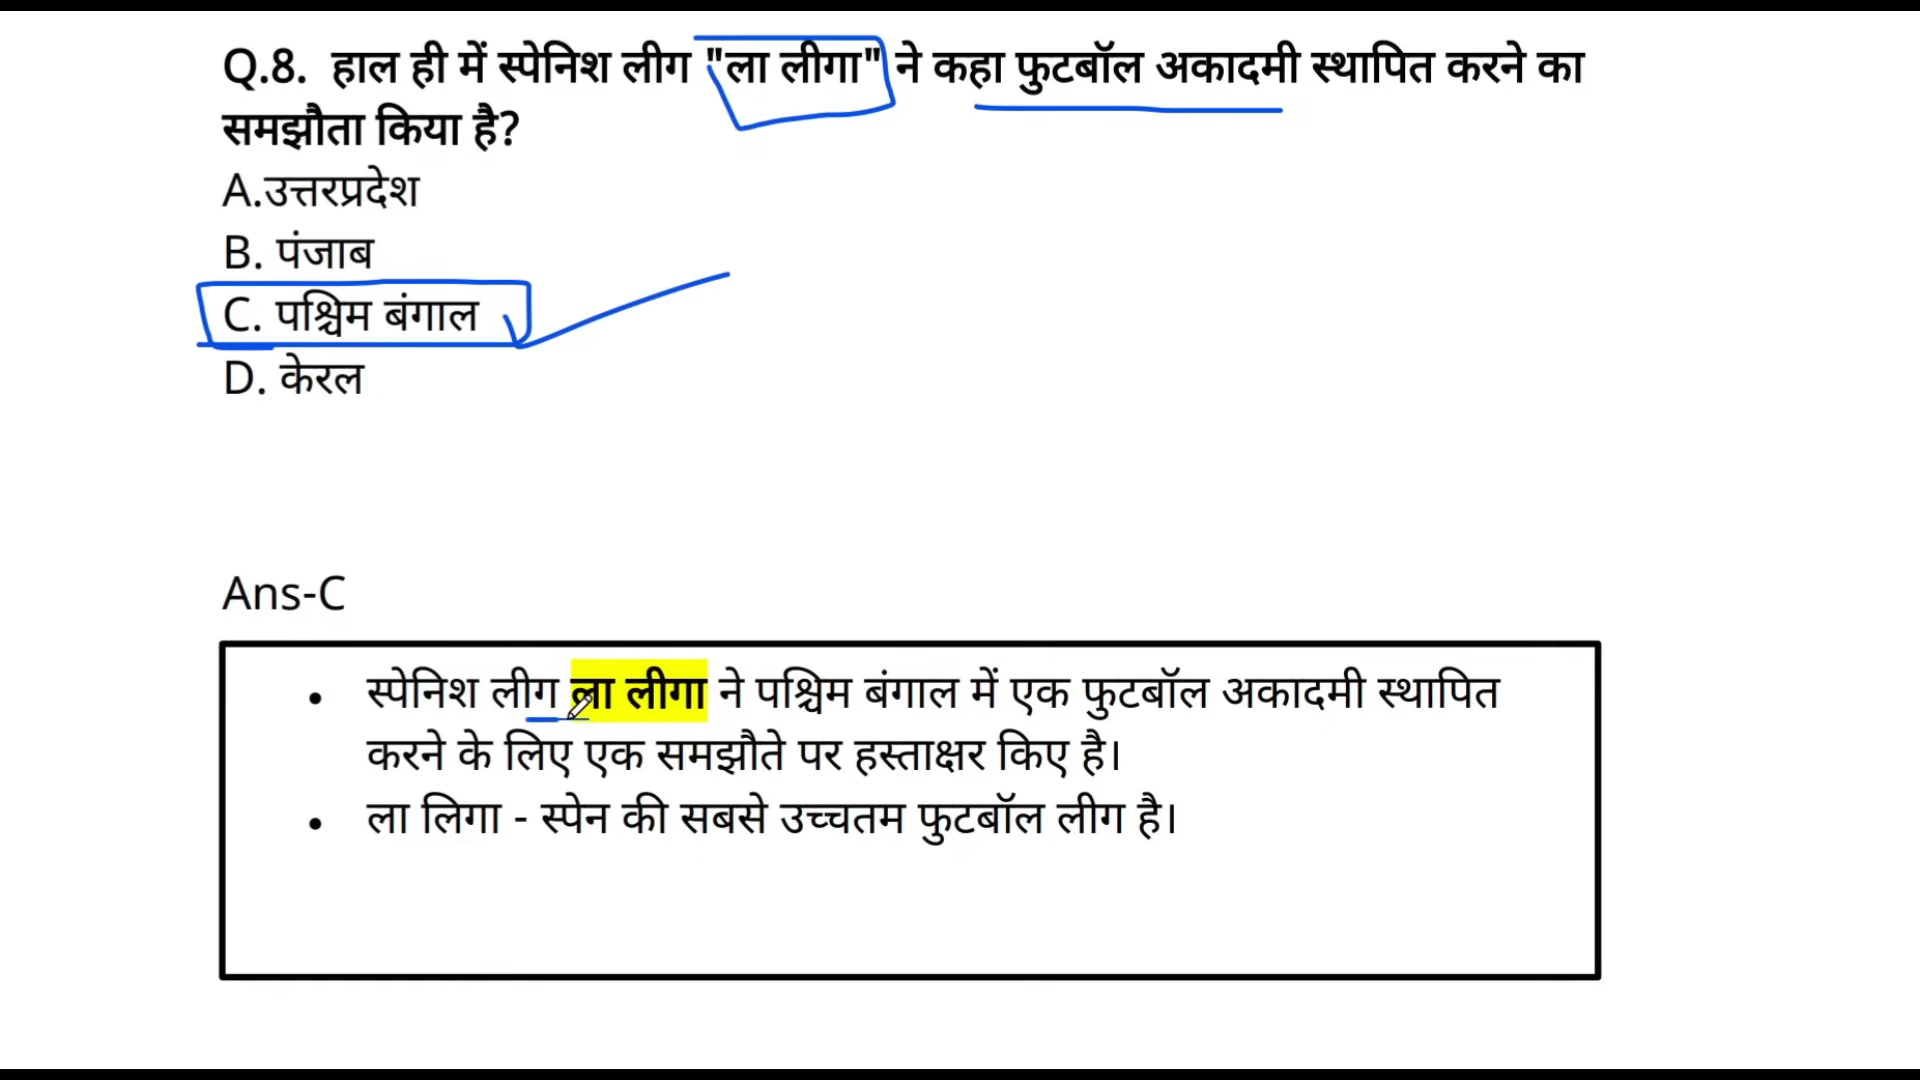 Q.8. हाल ही में स्पेनिश लीग "ला लीगा" ने कहा फुटबॉल अकादमी स्थापित करने का
समझौता किया है?
A.उत्तरप्रदेश
B. पंजाब
C. पश्चिम बंगाल
D. केरल
Ans-C
• स्पेनिश लीग ला लीगा ने पश्चिम बंगाल में एक फुटबॉल अकादमी स्थापित
करने के लिए एक समझौते पर हस्ताक्षर किए है।
• ला लिगा - स्पेन की सबसे उच्चतम फुटबॉल लीग है।